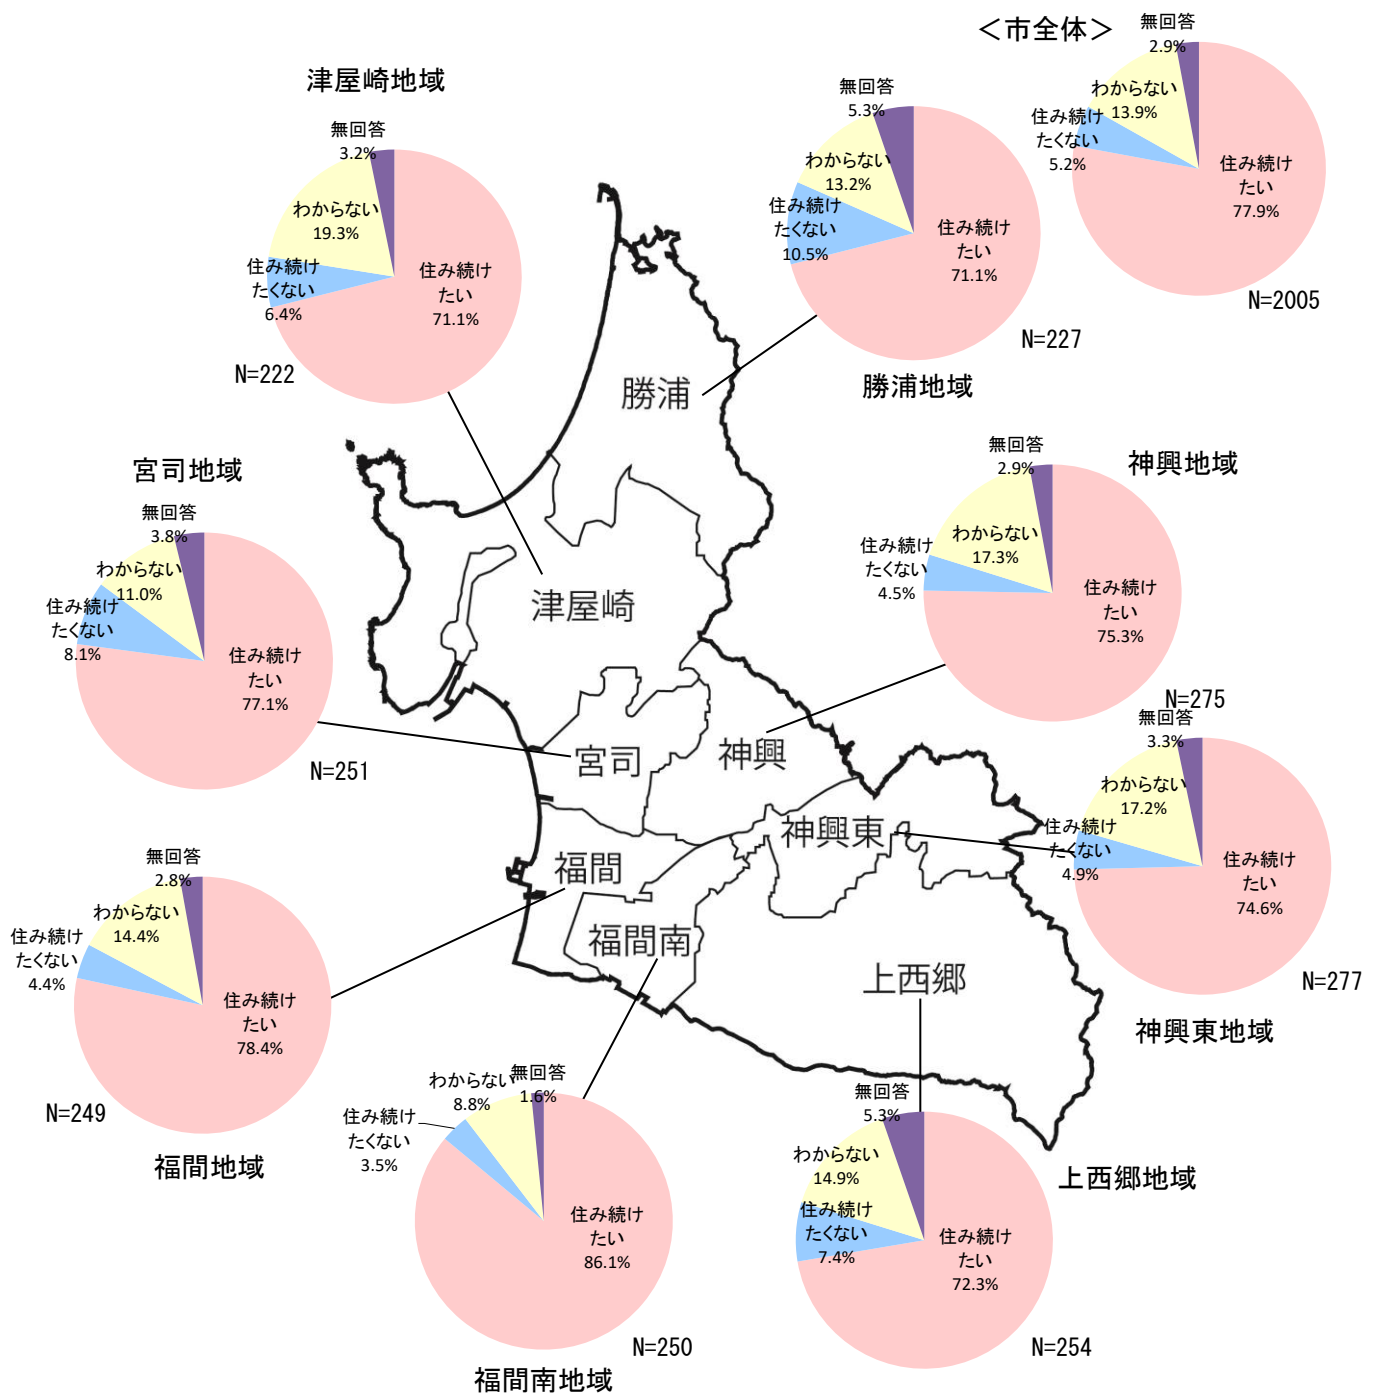 ＜市全体＞
無回答
2.9%
わからない
13.9%
住み続け
たくない
5.2%
住み続け
たい
77.9%
N=2005
津屋崎地域
無回答
3.2%
わからない
19.3%
住み続け
たくない
6.4%
住み続け
たい
71.1%
N=222
無回答
5.3%
わからない
13.2%
住み続け
たくない
10.5%
住み続け
たい
71.1%
N=227
勝浦地域
宮司地域
無回答
3.8%
わからない
11.0%
住み続け
たくない
8.1%
住み続け
たい
77.1%
N=251
神興地域
無回答
2.9%
わからない
17.3%
住み続け
たくない
4.5%
住み続け
たい
75.3%
N=275
無回答
3.3%
わからない
17.2%
住み続け
たくない
4.9%
住み続け
たい
74.6%
N=277
神興東地域
勝浦
津屋崎
宮司
神興
神興東
福間
福間南
上西郷
無回答
2.8%
わからない
14.4%
住み続け
たくない
4.4%
住み続け
たい
78.4%
N=249
福間地域
無回答
1.6%
わからない
8.8%
住み続け
たくない
3.5%
住み続け
たい
86.1%
N=250
福間南地域
無回答
5.3%
わからない
14.9%
住み続け
たくない
7.4%
住み続け
たい
72.3%
N=254
上西郷地域